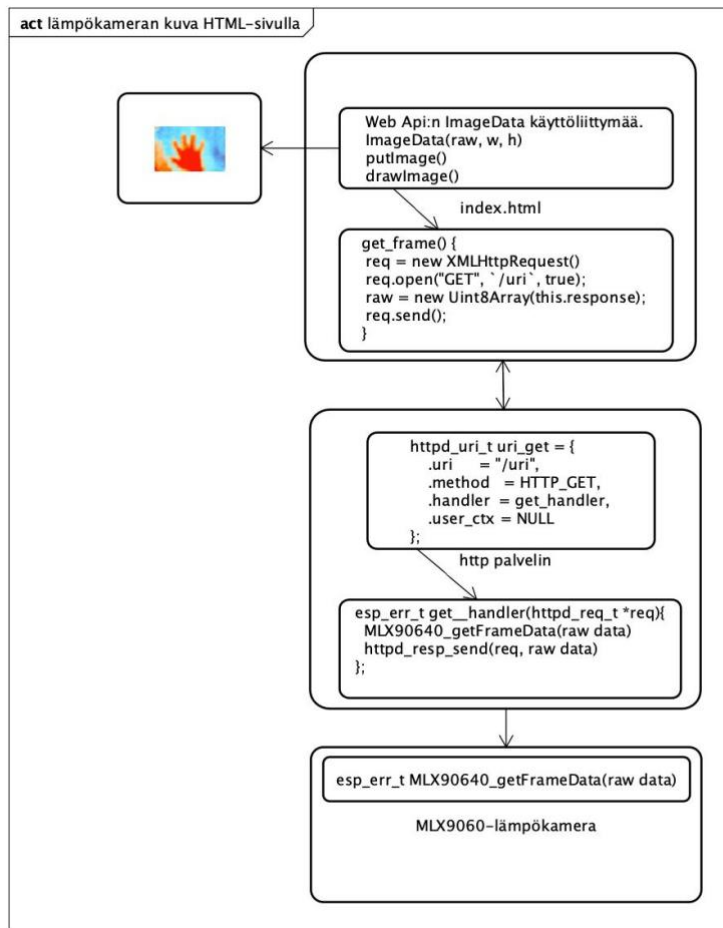 act lämpökameran kuva HTML-sivulla
Web Api:n ImageData käyttöliittymää.
ImageData(raw, w, h)
putImage()
drawImage()
index.html
get_frame() {
req = new XMLHttpRequest()
req.open("GET", `/uri`, true);
raw = new Uint8Array(this.response);
req.send();
}
httpd_uri_t uri_get = {
.uri = "/uri",
.method = HTTP_GET,
.handler = get_handler,
.user_ctx = NULL
};
http palvelin
esp_err_t get__handler(httpd_req_t *req){
MLX90640_getFrameData(raw data)
httpd_resp_send(req, raw data)
};
esp_err_t MLX90640_getFrameData(raw data)
MLX9060-lämpökamera